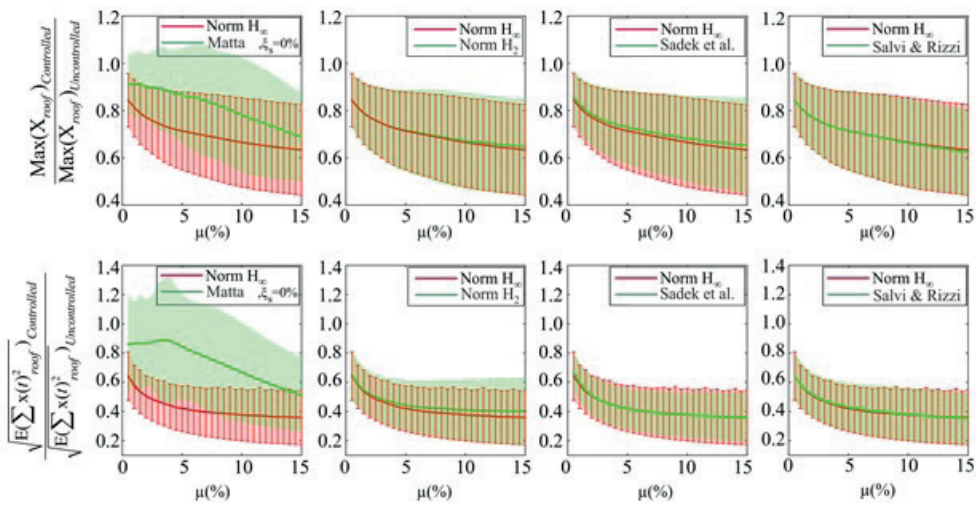 Max(X_roof)_Controlled
Max(X_roof)_Uncontrolled
1.2
1.0
0.8
0.6
0.4
0 5 10 15
μ(%)
Norm H∞
Matta ,ξs=0%
1.2
1.0
0.8
0.6
0.4
0 5 10 15
μ(%)
Norm H∞
Norm H2
1.2
1.0
0.8
0.6
0.4
0 5 10 15
μ(%)
Norm H∞
Sadek et al.
1.2
1.0
0.8
0.6
0.4
0 5 10 15
μ(%)
Norm H∞
Salvi & Rizzi
√E(∑ x(t)²_roof)_Controlled
√E(∑ x(t)²_roof)_Uncontrolled
1.4
1.2
1.0
0.8
0.6
0.4
0.2
0 5 10 15
μ(%)
Norm H∞
Matta ,ξs=0%
1.4
1.2
1.0
0.8
0.6
0.4
0.2
0 5 10 15
μ(%)
Norm H∞
Norm H2
1.4
1.2
1.0
0.8
0.6
0.4
0.2
0 5 10 15
μ(%)
Norm H∞
Sadek et al.
1.4
1.2
1.0
0.8
0.6
0.4
0.2
0 5 10 15
μ(%)
Norm H∞
Salvi & Rizzi